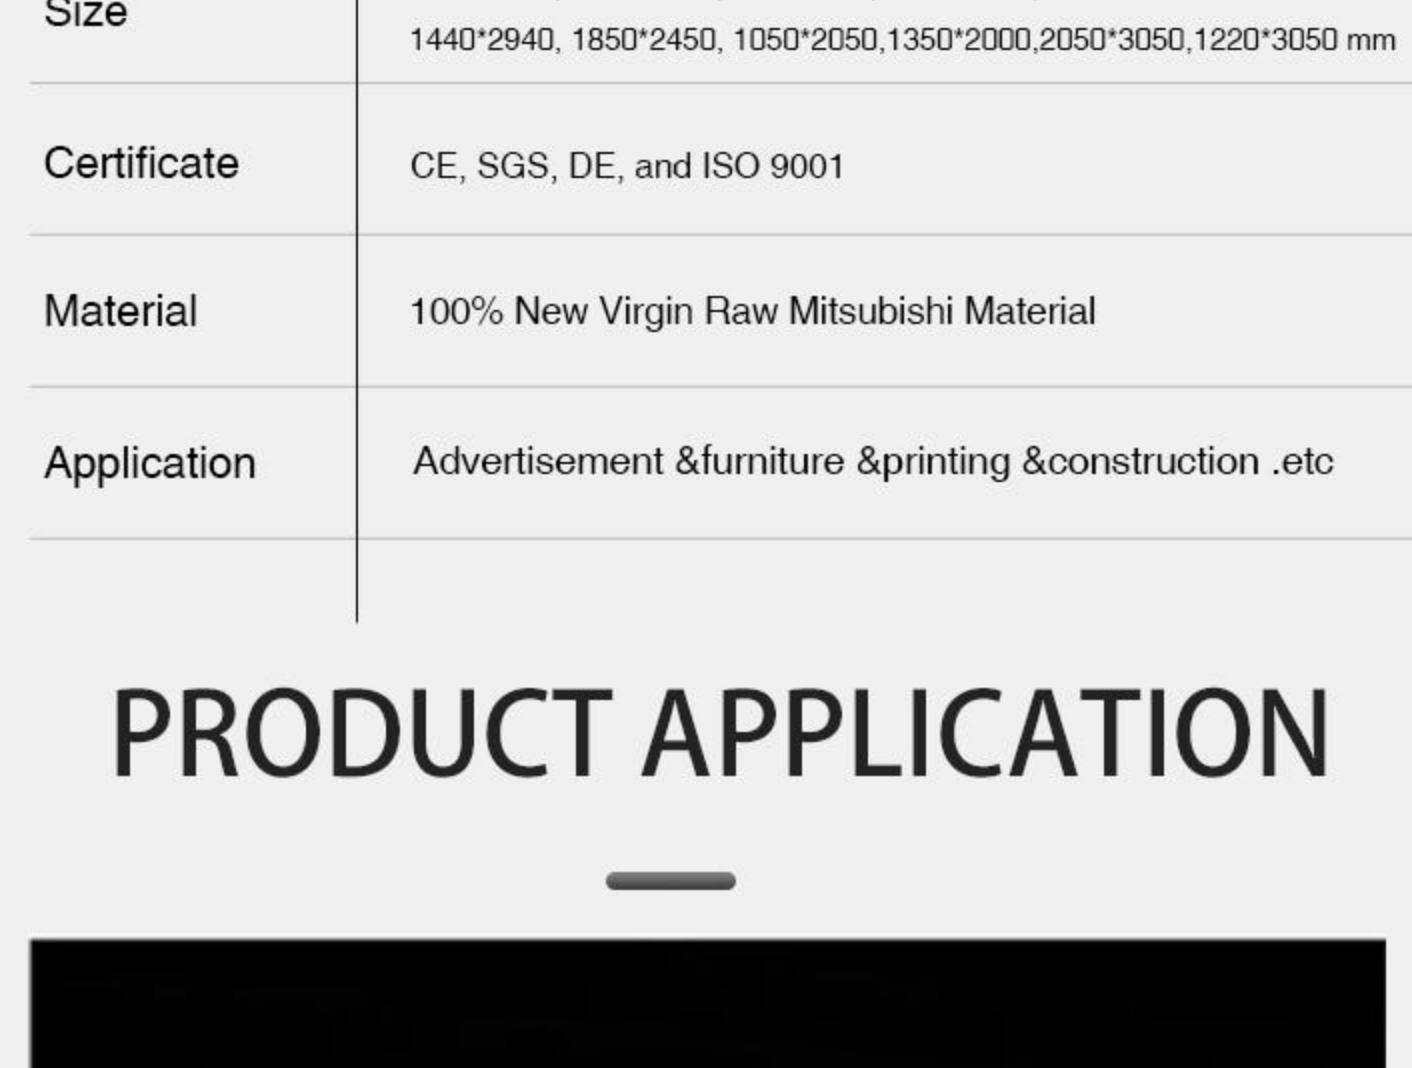 Size
1440*2940, 1850*2450, 1050*2050,1350*2000,2050*3050,1220*3050 mm
Certificate
CE, SGS, DE, and ISO 9001
Material
100% New Virgin Raw Mitsubishi Material
Application
Advertisement &furniture &printing &construction .etc
PRODUCT APPLICATION